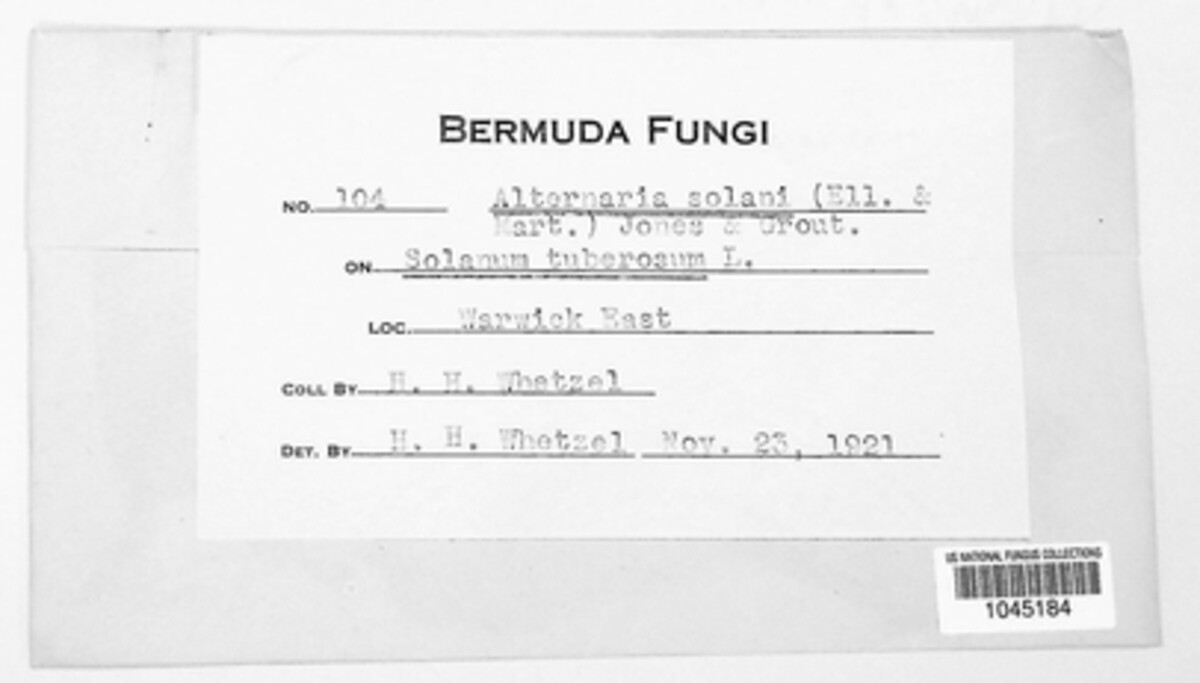 BERMUDA FUNGI
NO. 104 Alternaria solani (Ell. &
Mart.) Jones & Grout.
ON Solanum tuberosum L.
LOC. Warwick East
COLL BY H. H. Whetzel
DET. BY H. H. Whetzel Nov. 23, 1921
US NATIONAL FUNGUS COLLECTIONS
1045184